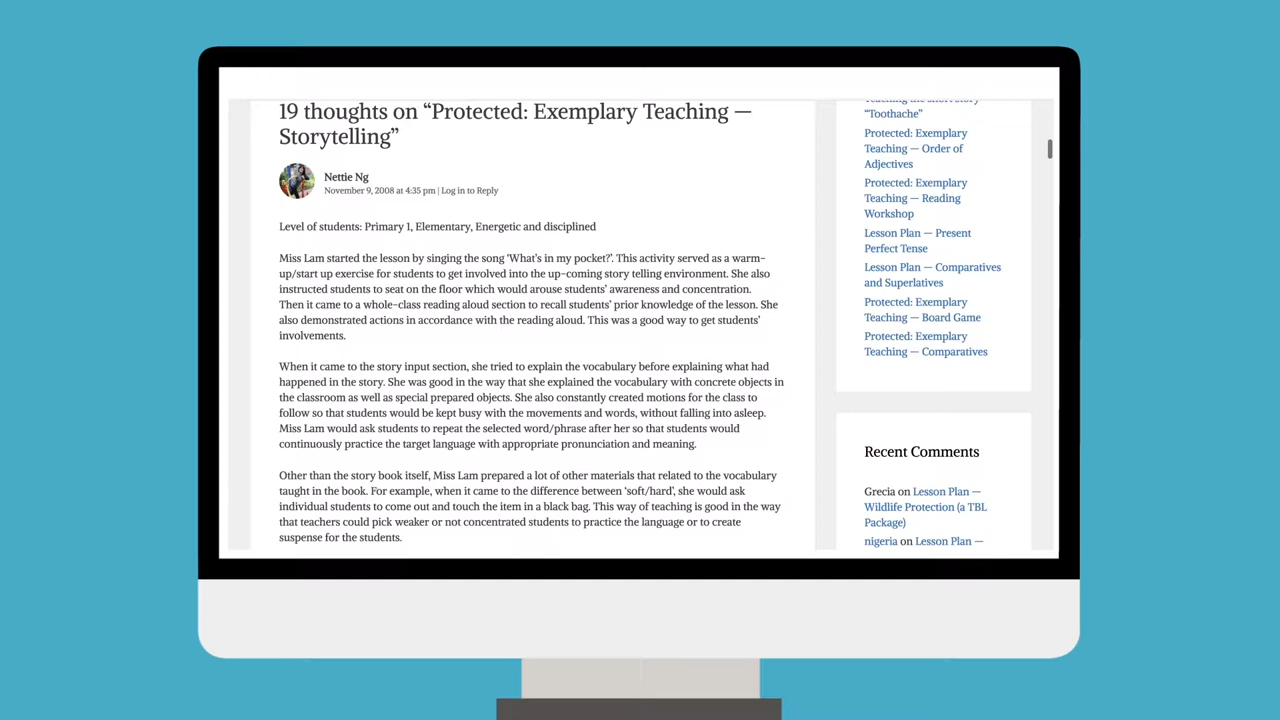 19 thoughts on “Protected: Exemplary Teaching —
Storytelling”
Nettie Ng
November 9, 2008 at 4:35 pm | Log in to Reply
Level of students: Primary 1, Elementary, Energetic and disciplined
Miss Lam started the lesson by singing the song ‘What’s in my pocket?’. This activity served as a warm-
up/start up exercise for students to get involved into the up-coming story telling environment. She also
instructed students to seat on the floor which would arouse students’ awareness and concentration.
Then it came to a whole-class reading aloud section to recall students’ prior knowledge of the lesson. She
also demonstrated actions in accordance with the reading aloud. This was a good way to get students’
involvements.
When it came to the story input section, she tried to explain the vocabulary before explaining what had
happened in the story. She was good in the way that she explained the vocabulary with concrete objects in
the classroom as well as special prepared objects. She also constantly created motions for the class to
follow so that students would be kept busy with the movements and words, without falling into asleep.
Miss Lam would ask students to repeat the selected word/phrase after her so that students would
continuously practice the target language with appropriate pronunciation and meaning.
Other than the story book itself, Miss Lam prepared a lot of other materials that related to the vocabulary
taught in the book. For example, when it came to the difference between ‘soft/hard’, she would ask
individual students to come out and touch the item in a black bag. This way of teaching is good in the way
that teachers could pick weaker or not concentrated students to practice the language or to create
suspense for the students.
Teaching the short story
“Toothache”
Protected: Exemplary
Teaching — Order of
Adjectives
Protected: Exemplary
Teaching — Reading
Workshop
Lesson Plan — Present
Perfect Tense
Lesson Plan — Comparatives
and Superlatives
Protected: Exemplary
Teaching — Board Game
Protected: Exemplary
Teaching — Comparatives
Recent Comments
Grecia on Lesson Plan —
Wildlife Protection (a TBL
Package)
nigeria on Lesson Plan —